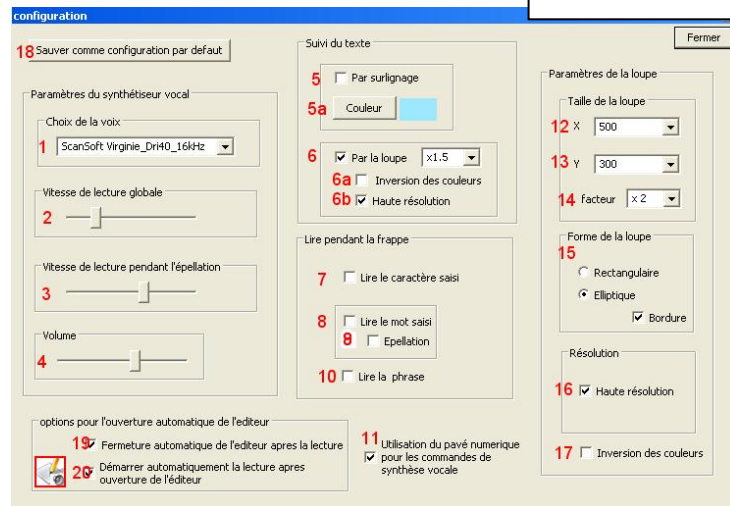 configuration
Fermer
18 Sauver comme configuration par defaut
Paramètres du synthétiseur vocal
Choix de la voix
1 ScanSoft Virginie_Dri40_16kHz
Vitesse de lecture globale
2
Vitesse de lecture pendant l'épellation
3
Volume
4
Suivi du texte
5 Par surlignage
5a Couleur
6 Par la loupe x1.5
6a Inversion des couleurs
6b Haute résolution
Lire pendant la frappe
7 Lire le caractère saisi
8 Lire le mot saisi
9 Epellation
10 Lire la phrase
Paramètres de la loupe
Taille de la loupe
12 X 500
13 Y 300
14 facteur x 2
Forme de la loupe
15
Rectangulaire
Elliptique
Bordure
Résolution
16 Haute résolution
17 Inversion des couleurs
options pour l'ouverture automatique de l'editeur
19 Fermeture automatique de l'editeur apres la lecture
20 Démarrer automatiquement la lecture apres
ouverture de l'éditeur
11 Utilisation du pavé numerique
pour les commandes de
synthèse vocale